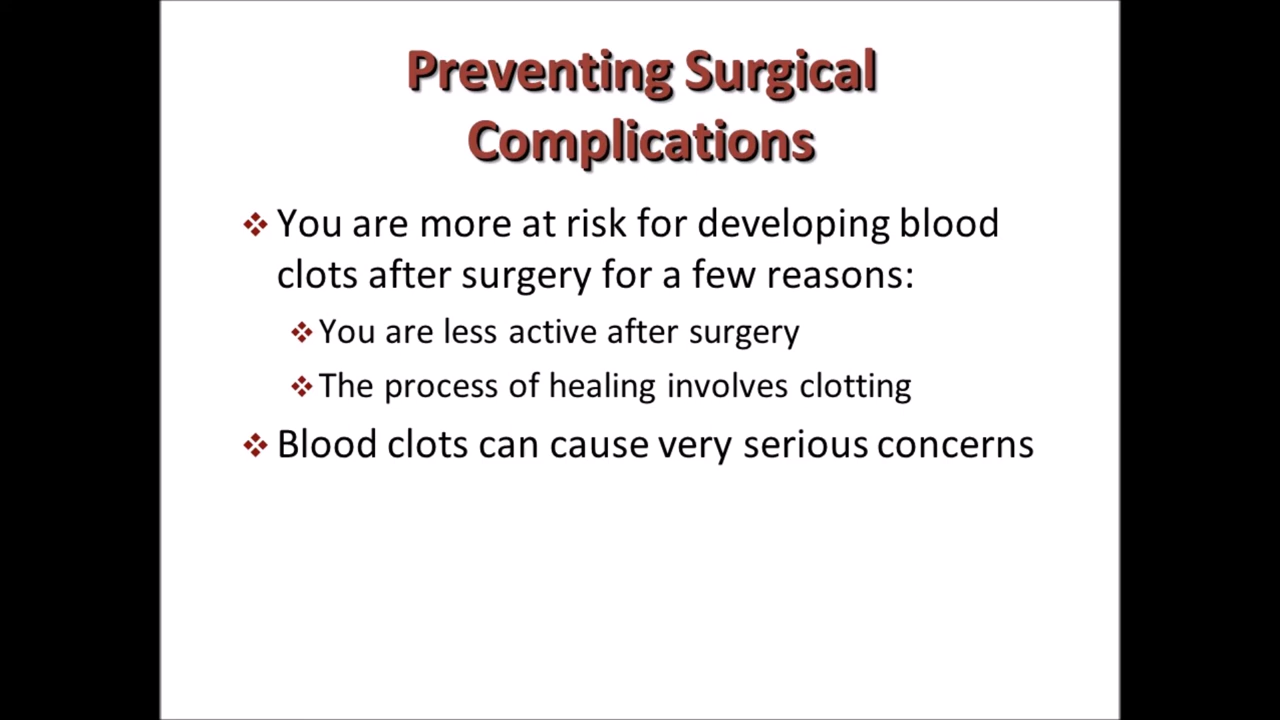 Preventing Surgical
Complications
You are more at risk for developing blood
clots after surgery for a few reasons:
You are less active after surgery
The process of healing involves clotting
Blood clots can cause very serious concerns